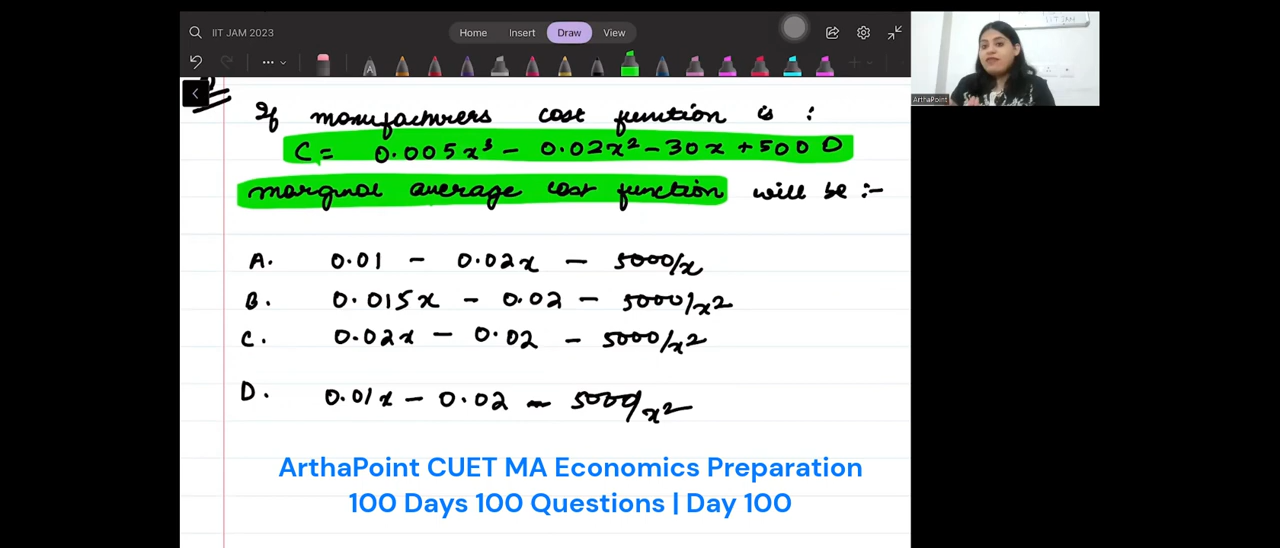 IIT JAM 2023
Home Insert Draw View
IIT JAM
ArthaPoint
If manufacturers cost function is :
C = 0.005x³ - 0.02x² - 30x + 5000
marginal average cost function will be :-
A. 0.01 - 0.02x - 5000/x
B. 0.015x - 0.02 - 5000/x²
C. 0.02x - 0.02 - 5000/x²
D. 0.01x - 0.02 - 5000/x²
ArthaPoint CUET MA Economics Preparation
100 Days 100 Questions | Day 100